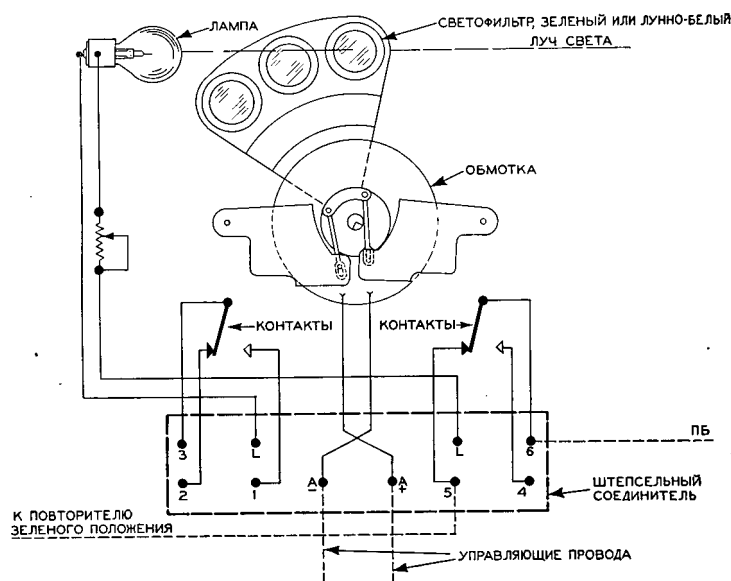 ЛАМПА
СВЕТОФИЛЬТР, ЗЕЛЕНЫЙ ИЛИ ЛУННО-БЕЛЫЙ
ЛУЧ СВЕТА
ОБМОТКА
КОНТАКТЫ
КОНТАКТЫ
3
L
L
6
ПБ
2
1
A
−
A
+
5
4
ШТЕПСЕЛЬНЫЙ
СОЕДИНИТЕЛЬ
К ПОВТОРИТЕЛЮ
ЗЕЛЕНОГО ПОЛОЖЕНИЯ
УПРАВЛЯЮЩИЕ ПРОВОДА